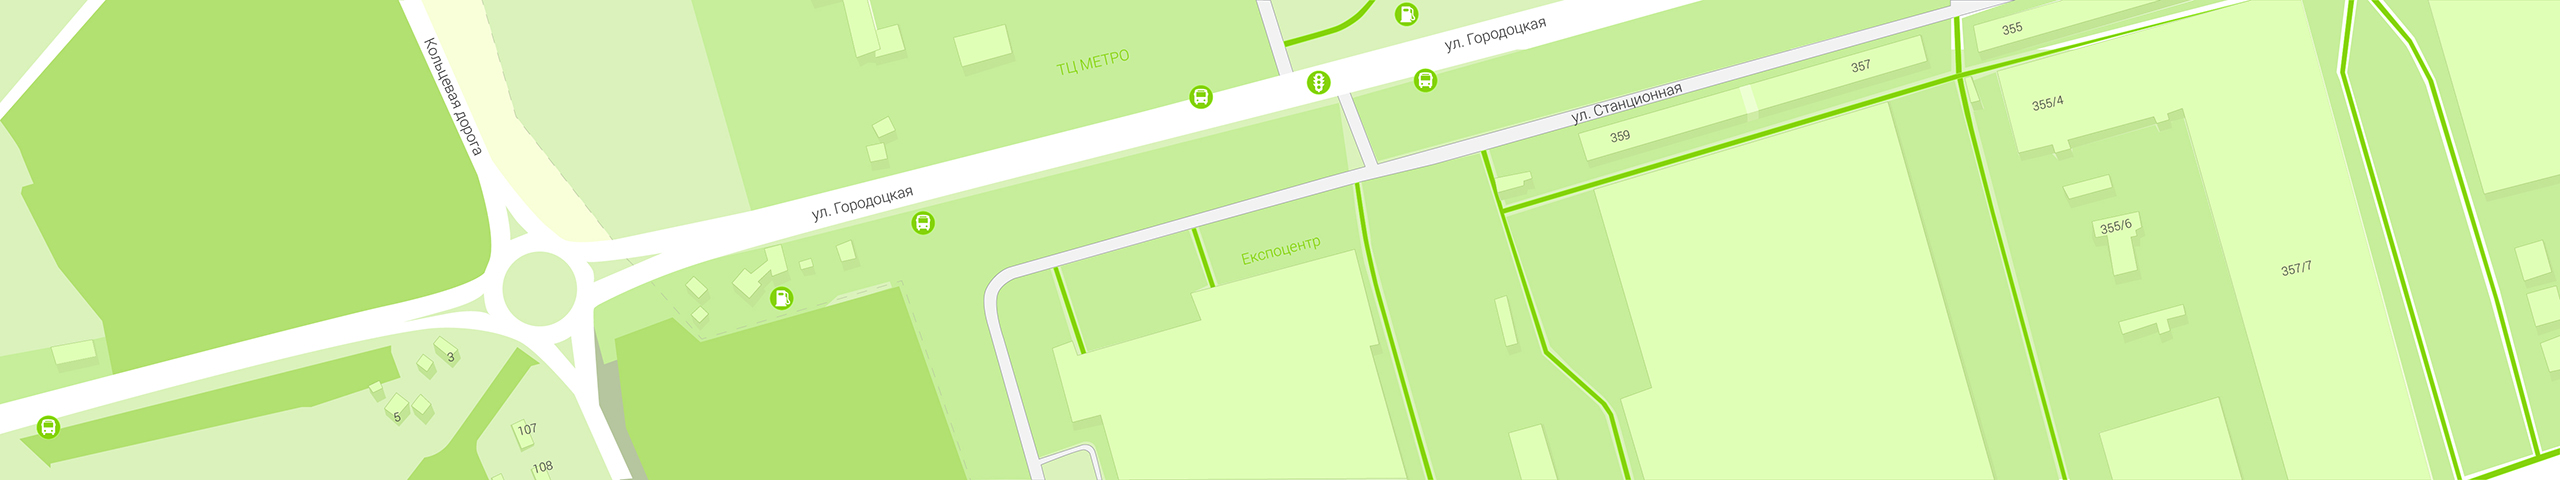 Кольцевая дорога
ТЦ МЕТРО
ул. Городоцкая
ул. Городоцкая
ул. Станционная
355
357
359
355/4
355/6
357/7
Експоцентр
3
5
107
108